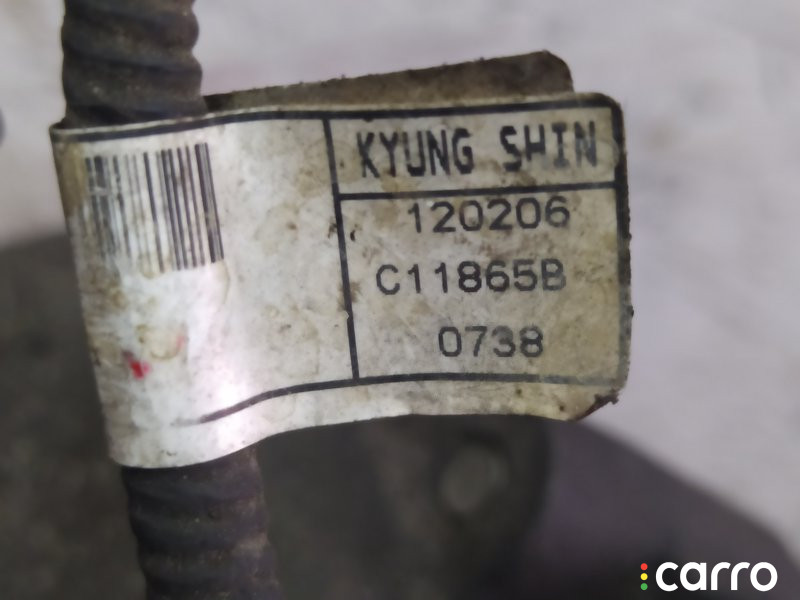 KYUNG SHIN
120206
C11865B
0738
carro